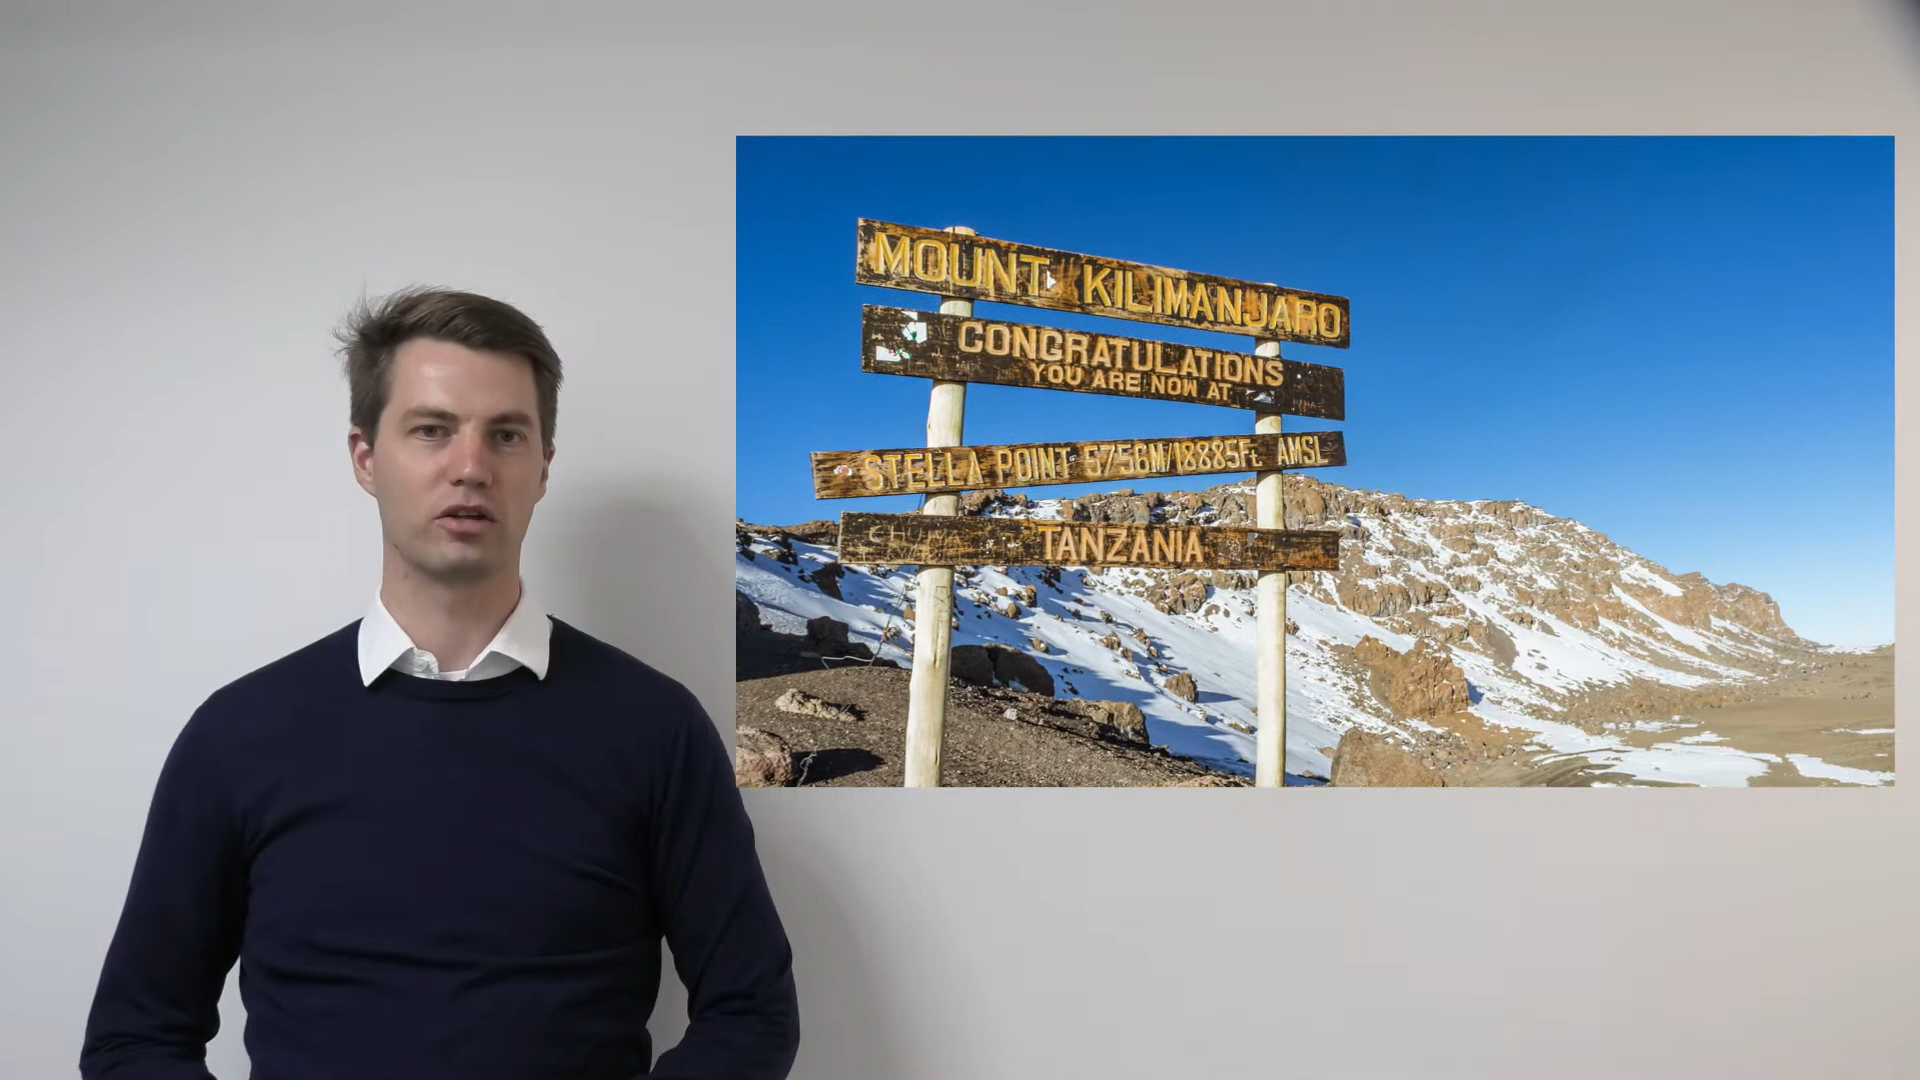 MOUNT KILIMANJARO
CONGRATULATIONS
YOU ARE NOW AT
STELLA POINT 5756M/18885Ft AMSL
TANZANIA